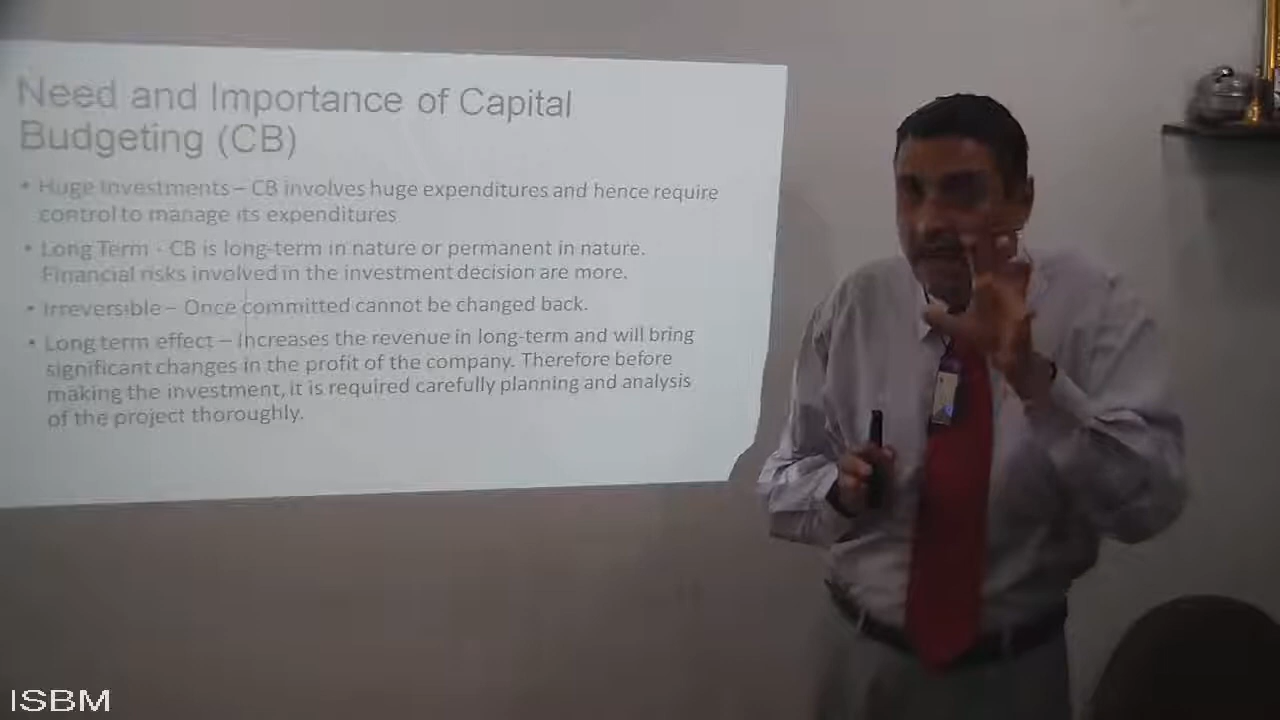 Need and Importance of Capital
Budgeting (CB)
• Huge Investments – CB involves huge expenditures and hence require
control to manage its expenditures
• Long Term - CB is long-term in nature or permanent in nature.
Financial risks involved in the investment decision are more.
• Irreversible – Once committed cannot be changed back.
• Long term effect – Increases the revenue in long-term and will bring
significant changes in the profit of the company. Therefore before
making the investment, it is required carefully planning and analysis
of the project thoroughly.
ISBM